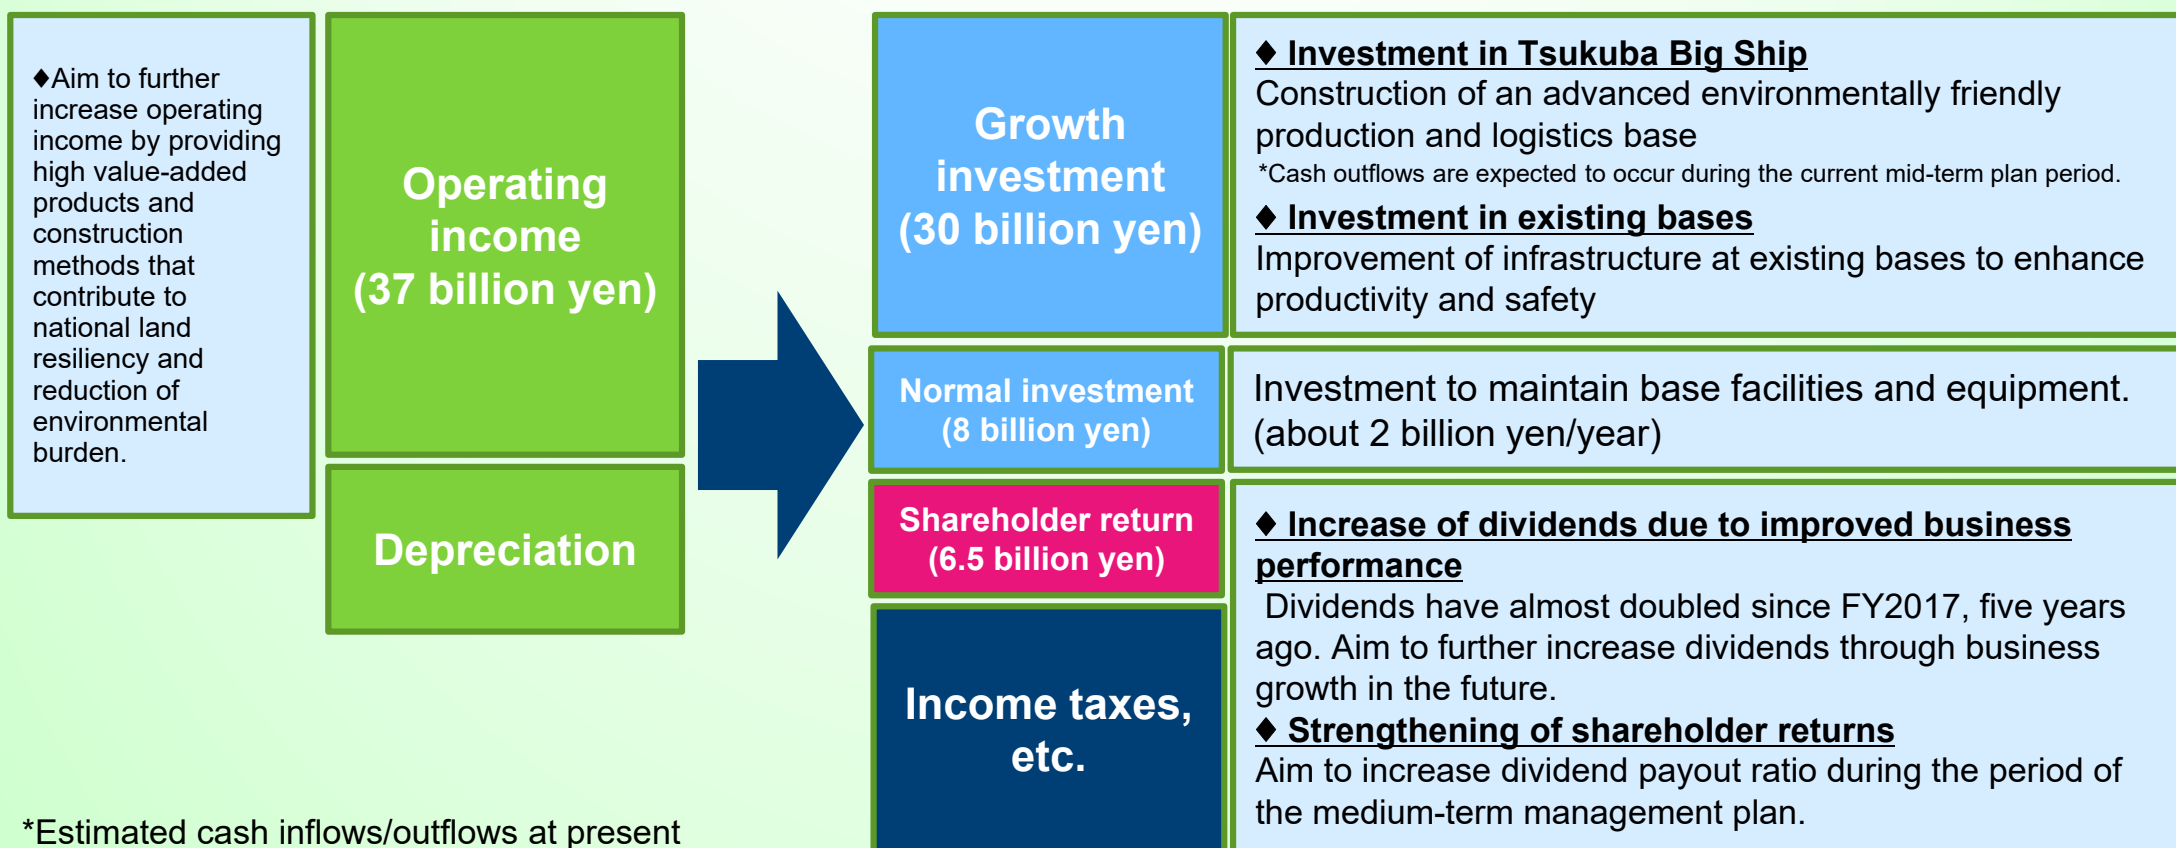 ♦Aim to further
increase operating
income by providing
high value-added
products and
construction
methods that
contribute to
national land
resiliency and
reduction of
environmental
burden.
Operating
income
(37 billion yen)
Depreciation
*Estimated cash inflows/outflows at present
Growth
investment
(30 billion yen)
♦ Investment in Tsukuba Big Ship
Construction of an advanced environmentally friendly
production and logistics base
*Cash outflows are expected to occur during the current mid-term plan period.
♦ Investment in existing bases
Improvement of infrastructure at existing bases to enhance
productivity and safety
Normal investment
(8 billion yen)
Investment to maintain base facilities and equipment.
(about 2 billion yen/year)
Shareholder return
(6.5 billion yen)
Income taxes,
etc.
♦ Increase of dividends due to improved business
performance
Dividends have almost doubled since FY2017, five years
ago. Aim to further increase dividends through business
growth in the future.
♦ Strengthening of shareholder returns
Aim to increase dividend payout ratio during the period of
the medium-term management plan.